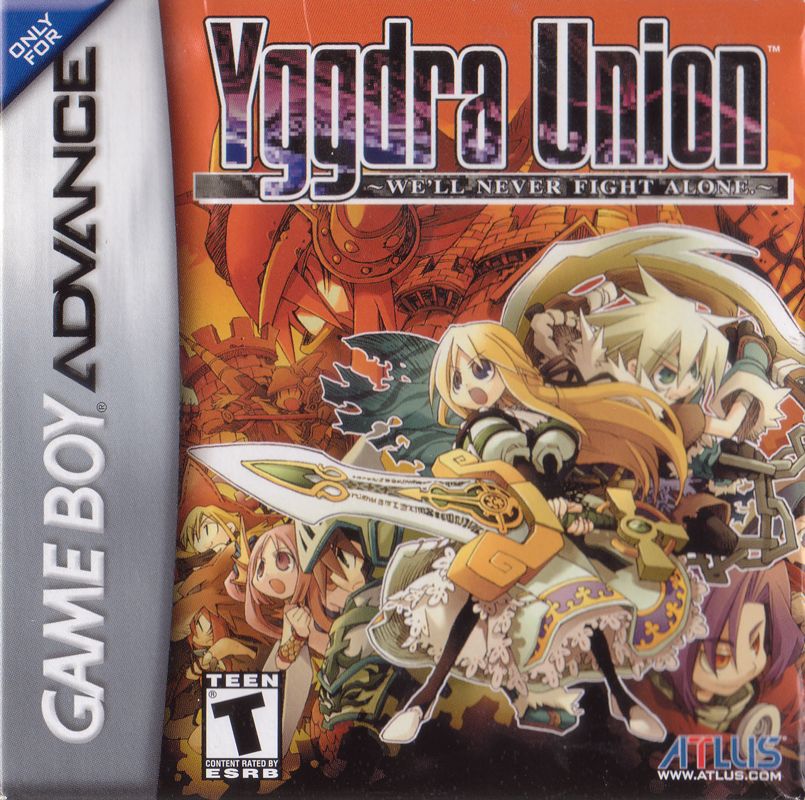 ONLY
FOR
GAME BOY® ADVANCE
Yggdra Union™
~WE'LL NEVER FIGHT ALONE.~
TEEN
T®
CONTENT RATED BY
ESRB
ATLUS®
WWW.ATLUS.COM